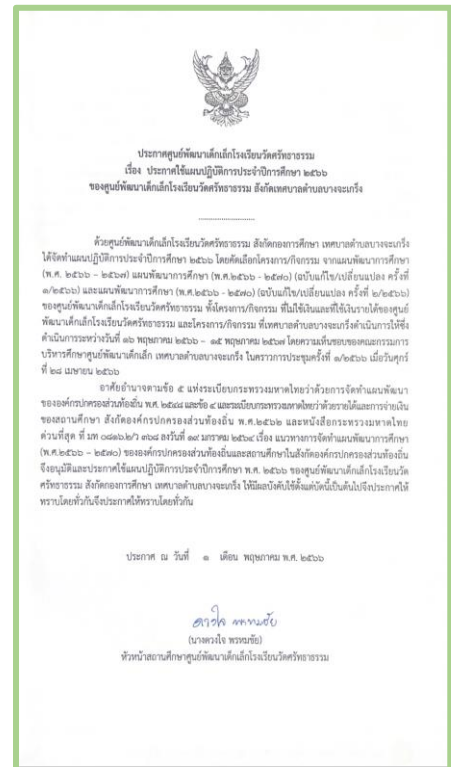 ประกาศศูนย์พัฒนาเด็กเล็กโรงเรียนวัดศรัทธาธรรม
เรื่อง ประกาศใช้แผนปฏิบัติการประจำปีการศึกษา ๒๕๖๖
ของศูนย์พัฒนาเด็กเล็กโรงเรียนวัดศรัทธาธรรม สังกัดเทศบาลตำบลบางจะเกร็ง
ด้วยศูนย์พัฒนาเด็กเล็กโรงเรียนวัดศรัทธาธรรม สังกัดกองการศึกษา เทศบาลตำบลบางจะเกร็ง
ได้จัดทำแผนปฏิบัติการประจำปีการศึกษา ๒๕๖๖ โดยคัดเลือกโครงการ/กิจกรรม จากแผนพัฒนาการศึกษา
(พ.ศ. ๒๕๖๖ – ๒๕๗๐) แผนพัฒนาการศึกษา (พ.ศ.๒๕๖๖ - ๒๕๗๐) (ฉบับแก้ไข/เปลี่ยนแปลง ครั้งที่
๑/๒๕๖๖) และแผนพัฒนาการศึกษา (พ.ศ.๒๕๖๖ - ๒๕๗๐) (ฉบับแก้ไข/เปลี่ยนแปลง ครั้งที่ ๒/๒๕๖๖)
ของศูนย์พัฒนาเด็กเล็กโรงเรียนวัดศรัทธาธรรม ทั้งโครงการ/กิจกรรม ที่ไม่ใช้เงินและที่ใช้เงินรายได้ของศูนย์
พัฒนาเด็กเล็กโรงเรียนวัดศรัทธาธรรม และโครงการ/กิจกรรม ที่เทศบาลตำบลบางจะเกร็งดำเนินการให้ซึ่ง
ดำเนินการระหว่างวันที่ ๑๖ พฤษภาคม ๒๕๖๖ – ๑๕ พฤษภาคม ๒๕๖๗ โดยความเห็นชอบของคณะกรรมการ
บริหารศึกษาศูนย์พัฒนาเด็กเล็ก เทศบาลตำบลบางจะเกร็ง ในคราวการประชุมครั้งที่ ๑/๒๕๖๖ เมื่อวันศุกร์
ที่ ๒๘ เมษายน ๒๕๖๖
อาศัยอำนาจตามข้อ ๕ แห่งระเบียบกระทรวงมหาดไทยว่าด้วยการจัดทำแผนพัฒนา
ขององค์กรปกครองส่วนท้องถิ่น พ.ศ. ๒๕๔๘ และข้อ ๔ และระเบียบกระทรวงมหาดไทยว่าด้วยรายได้และการจ่ายเงิน
ของสถานศึกษา สังกัดองค์กรปกครองส่วนท้องถิ่น พ.ศ.๒๕๖๒ และหนังสือกระทรวงมหาดไทย
ด่วนที่สุด ที่ มท ๐๘๑๖.๒/ว ลงวันที่ มกราคม ๒๕๖๔ เรื่อง แนวทางการจัดทำแผนพัฒนาการศึกษา
(พ.ศ.๒๕๖๖ – ๒๕๗๐) ขององค์กรปกครองส่วนท้องถิ่นและสถานศึกษาในสังกัดองค์กรปกครองส่วนท้องถิ่น
จึงอนุมัติและประกาศใช้แผนปฏิบัติการประจำปีการศึกษา พ.ศ. ๒๕๖๖ ของศูนย์พัฒนาเด็กเล็กโรงเรียนวัด
ศรัทธาธรรม สังกัดกองการศึกษา เทศบาลตำบลบางจะเกร็ง ให้มีผลบังคับใช้ตั้งแต่บัดนี้เป็นต้นไปจึงประกาศให้
ทราบโดยทั่วกันจึงประกาศให้ทราบโดยทั่วกัน
ประกาศ ณ วันที่ ๑ เดือน พฤษภาคม พ.ศ. ๒๕๖๖
ดวงใจ พรหมชัย
(นางดวงใจ พรหมชัย)
หัวหน้าสถานศึกษาศูนย์พัฒนาเด็กเล็กโรงเรียนวัดศรัทธาธรรม